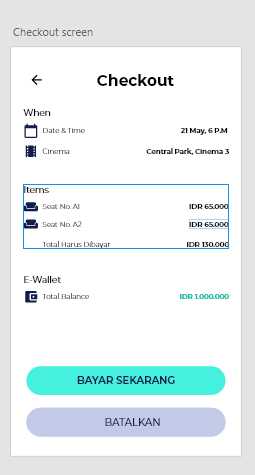 Checkout screen
Checkout
When
Date & Time 21 May, 6 P.M
Cinema Central Park, Cinema 3
Items
Seat No. A1 IDR 65.000
Seat No. A2 IDR 65.000
Total Harus Dibayar IDR 130.000
E-Wallet
Total Balance IDR 1.000.000
BAYAR SEKARANG
BATALKAN